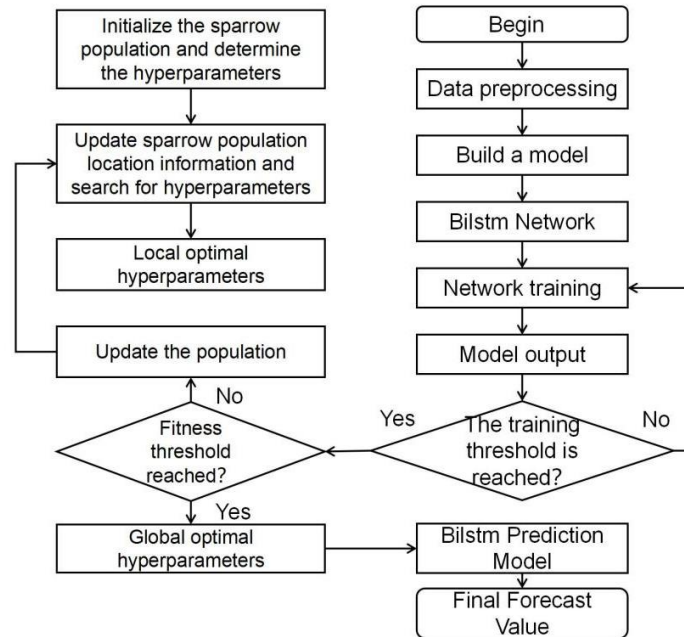 Initialize the sparrow
population and determine
the hyperparameters
Update sparrow population
location information and
search for hyperparameters
Local optimal
hyperparameters
Update the population
No
Fitness
threshold
reached?
Yes
Global optimal
hyperparameters
Begin
Data preprocessing
Build a model
Bilstm Network
Network training
Model output
Yes
The training
threshold is
reached?
No
Bilstm Prediction
Model
Final Forecast
Value